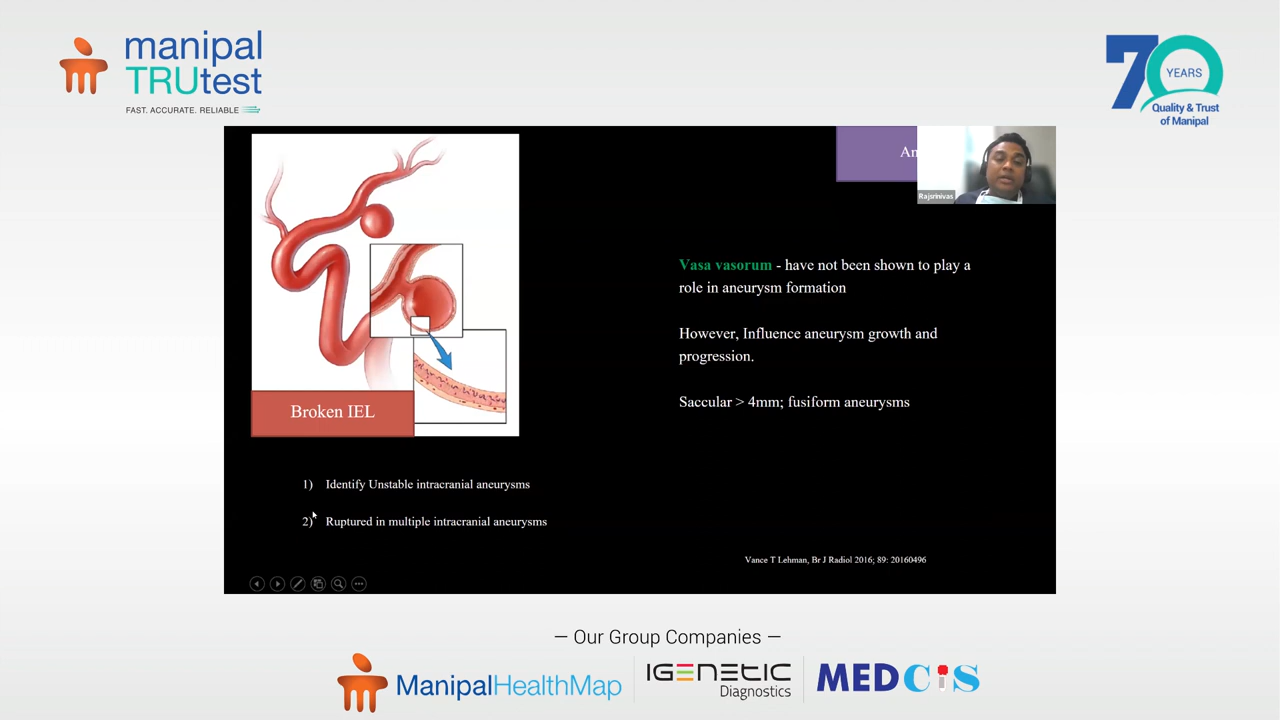 manipal
TRUtest
FAST. ACCURATE. RELIABLE
70
YEARS
Quality & Trust
of Manipal
Rajsrinivas
Vasa vasorum - have not been shown to play a
role in aneurysm formation
However, Influence aneurysm growth and
progression.
Saccular > 4mm; fusiform aneurysms
Broken IEL
1) Identify Unstable intracranial aneurysms
2) Ruptured in multiple intracranial aneurysms
Vance T Lehman, Br J Radiol 2016; 89: 20160496
— Our Group Companies —
ManipalHealthMap
IGENETIC
Diagnostics
MEDCiS